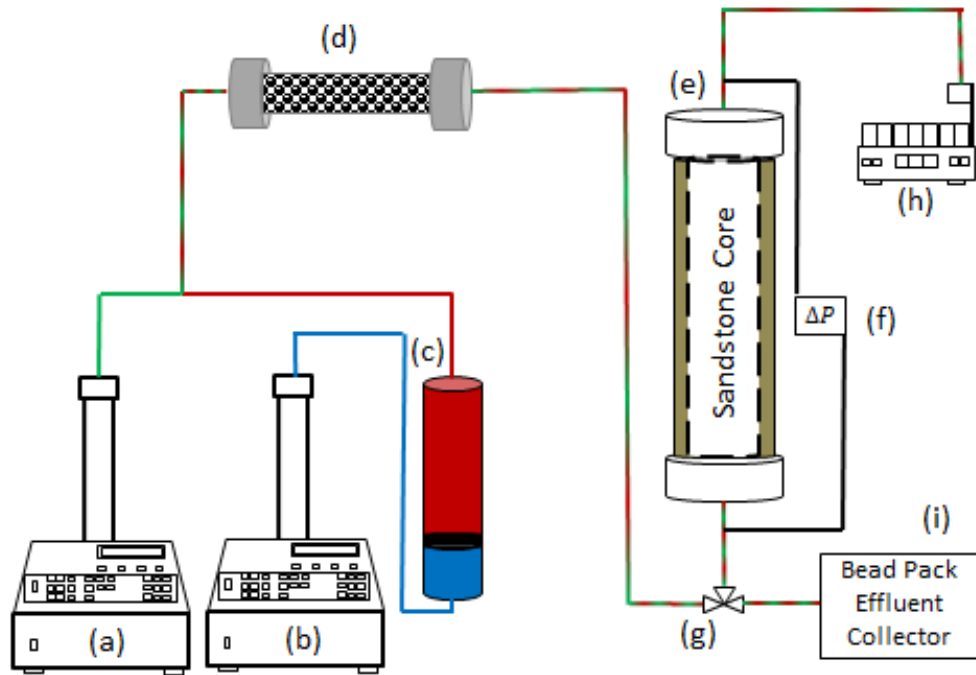 (d)
(e)
(h)
Sandstone Core
ΔP
(f)
(c)
(i)
Bead Pack
Effluent
Collector
(g)
(a)
(b)